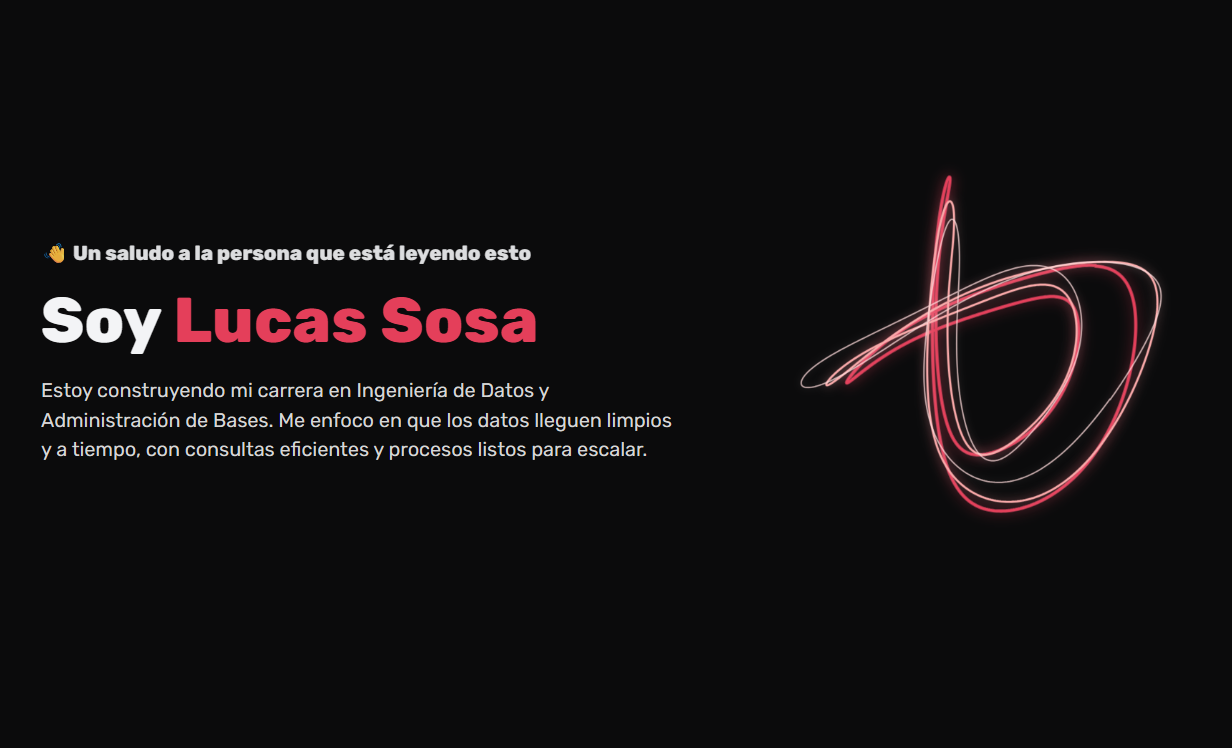 👋 Un saludo a la persona que está leyendo esto
Soy Lucas Sosa
Estoy construyendo mi carrera en Ingeniería de Datos y
Administración de Bases. Me enfoco en que los datos lleguen limpios
y a tiempo, con consultas eficientes y procesos listos para escalar.